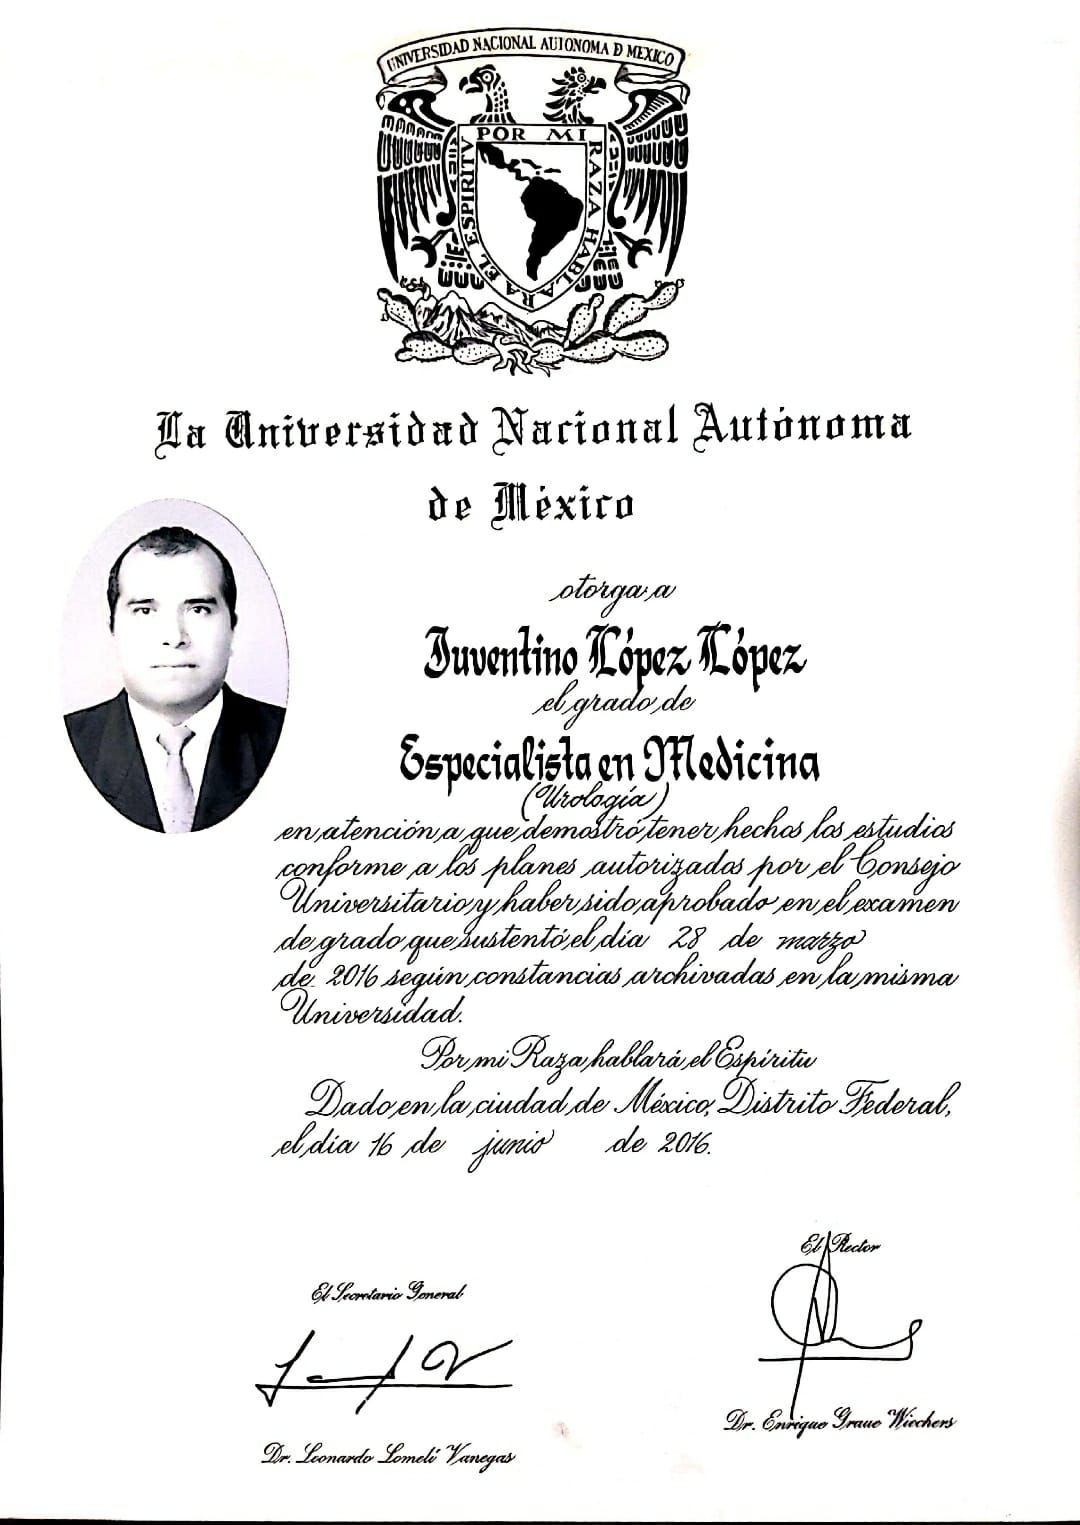 UNIVERSIDAD NACIONAL AUTONOMA D MEXICO
POR MI RAZA HABLARA EL ESPIRITV
La Universidad Nacional Autónoma
de México
otorga a
Juventino López López
el grado de
Especialista en Medicina
(Urología)
en atención a que demostró tener hechos los estudios
conforme a los planes autorizados por el Consejo
Universitario y haber sido aprobado en el examen
de grado que sustentó el día 28 de marzo
de 2016 según constancias archivadas en la misma
Universidad.
Por mi Raza hablará el Espíritu
Dado en la ciudad de México, Distrito Federal,
el día 16 de junio de 2016.
El Rector
El Secretario General
Dr. Enrique Graue Wiechers
Dr. Leonardo Lomelí Vanegas